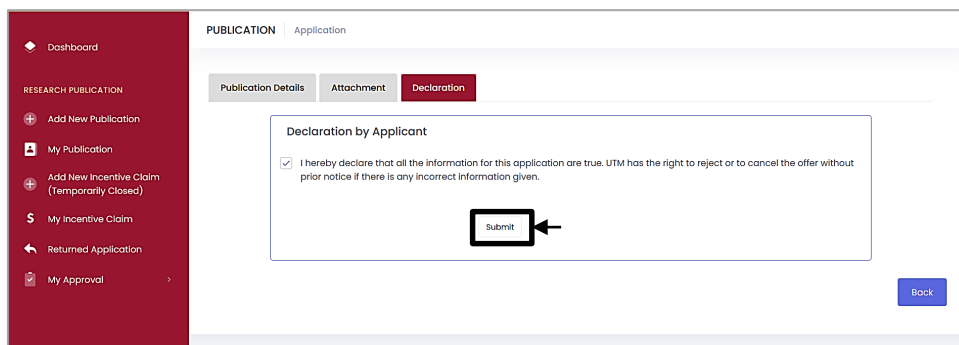 PUBLICATION Application
Dashboard
RESEARCH PUBLICATION
Add New Publication
My Publication
Add New Incentive Claim
(Temporarily Closed)
My Incentive Claim
Returned Application
My Approval
Publication Details Attachment Declaration
Declaration by Applicant
I hereby declare that all the information for this application are true. UTM has the right to reject or to cancel the offer without
prior notice if there is any incorrect information given.
Submit
Back